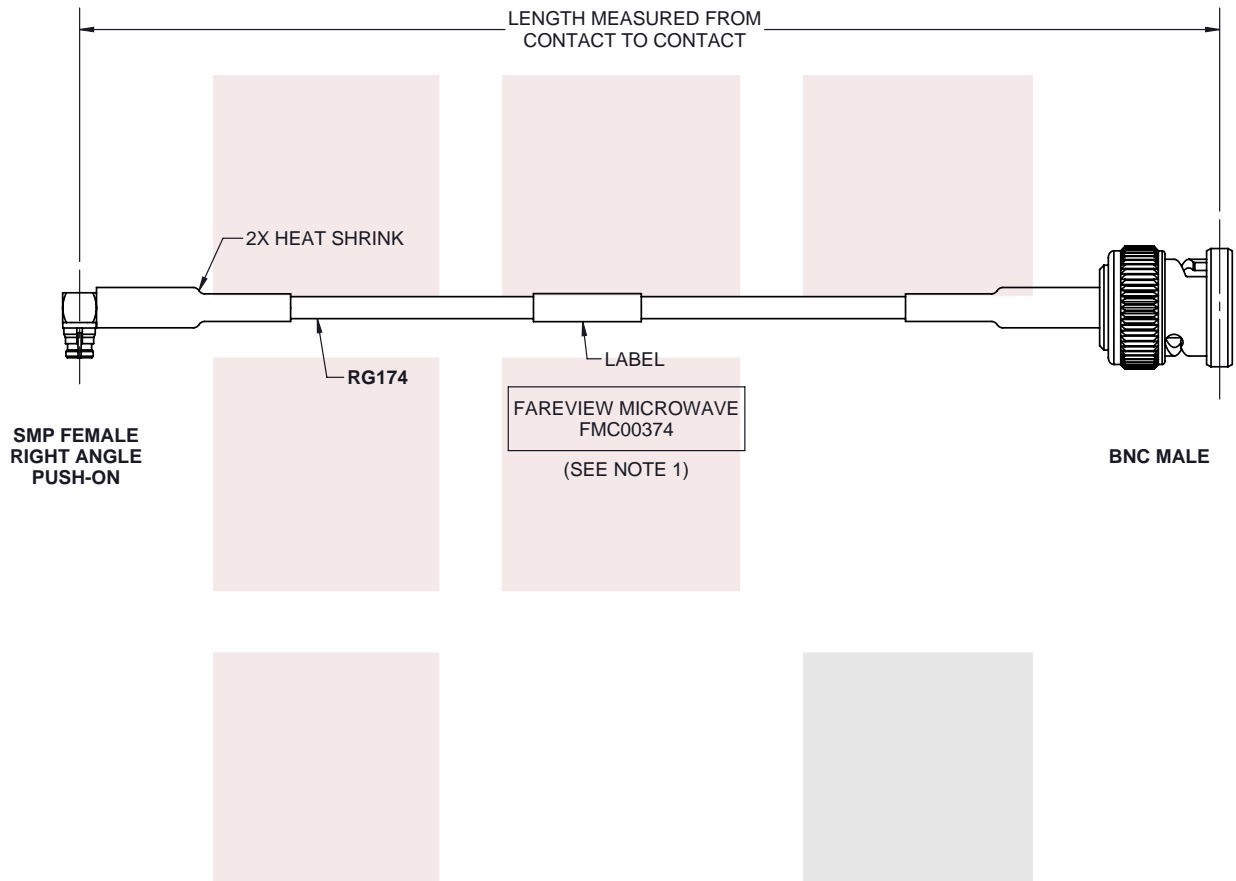 LENGTH MEASURED FROM
CONTACT TO CONTACT
2X HEAT SHRINK
LABEL
RG174
FAREVIEW MICROWAVE
FMC00374
(SEE NOTE 1)
SMP FEMALE
RIGHT ANGLE
PUSH-ON
BNC MALE